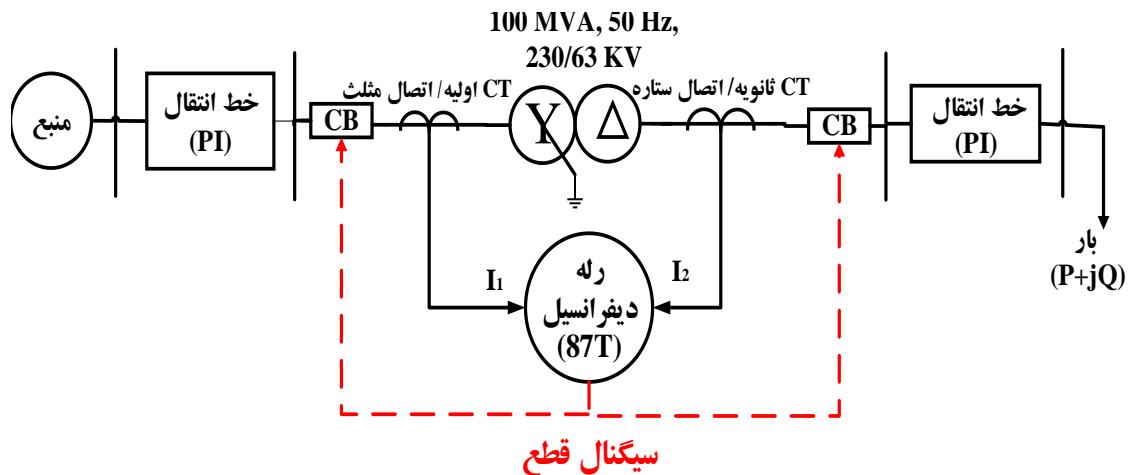 100 MVA, 50 Hz,
230/63 KV
منبع
خط انتقال
(PI)
CB
CT اولیه/ اتصال مثلث
Y
Δ
CT ثانویه/ اتصال ستاره
CB
خط انتقال
(PI)
I1
رله
دیفرانسیل
(87T)
I2
بار
(P+jQ)
سیگنال قطع